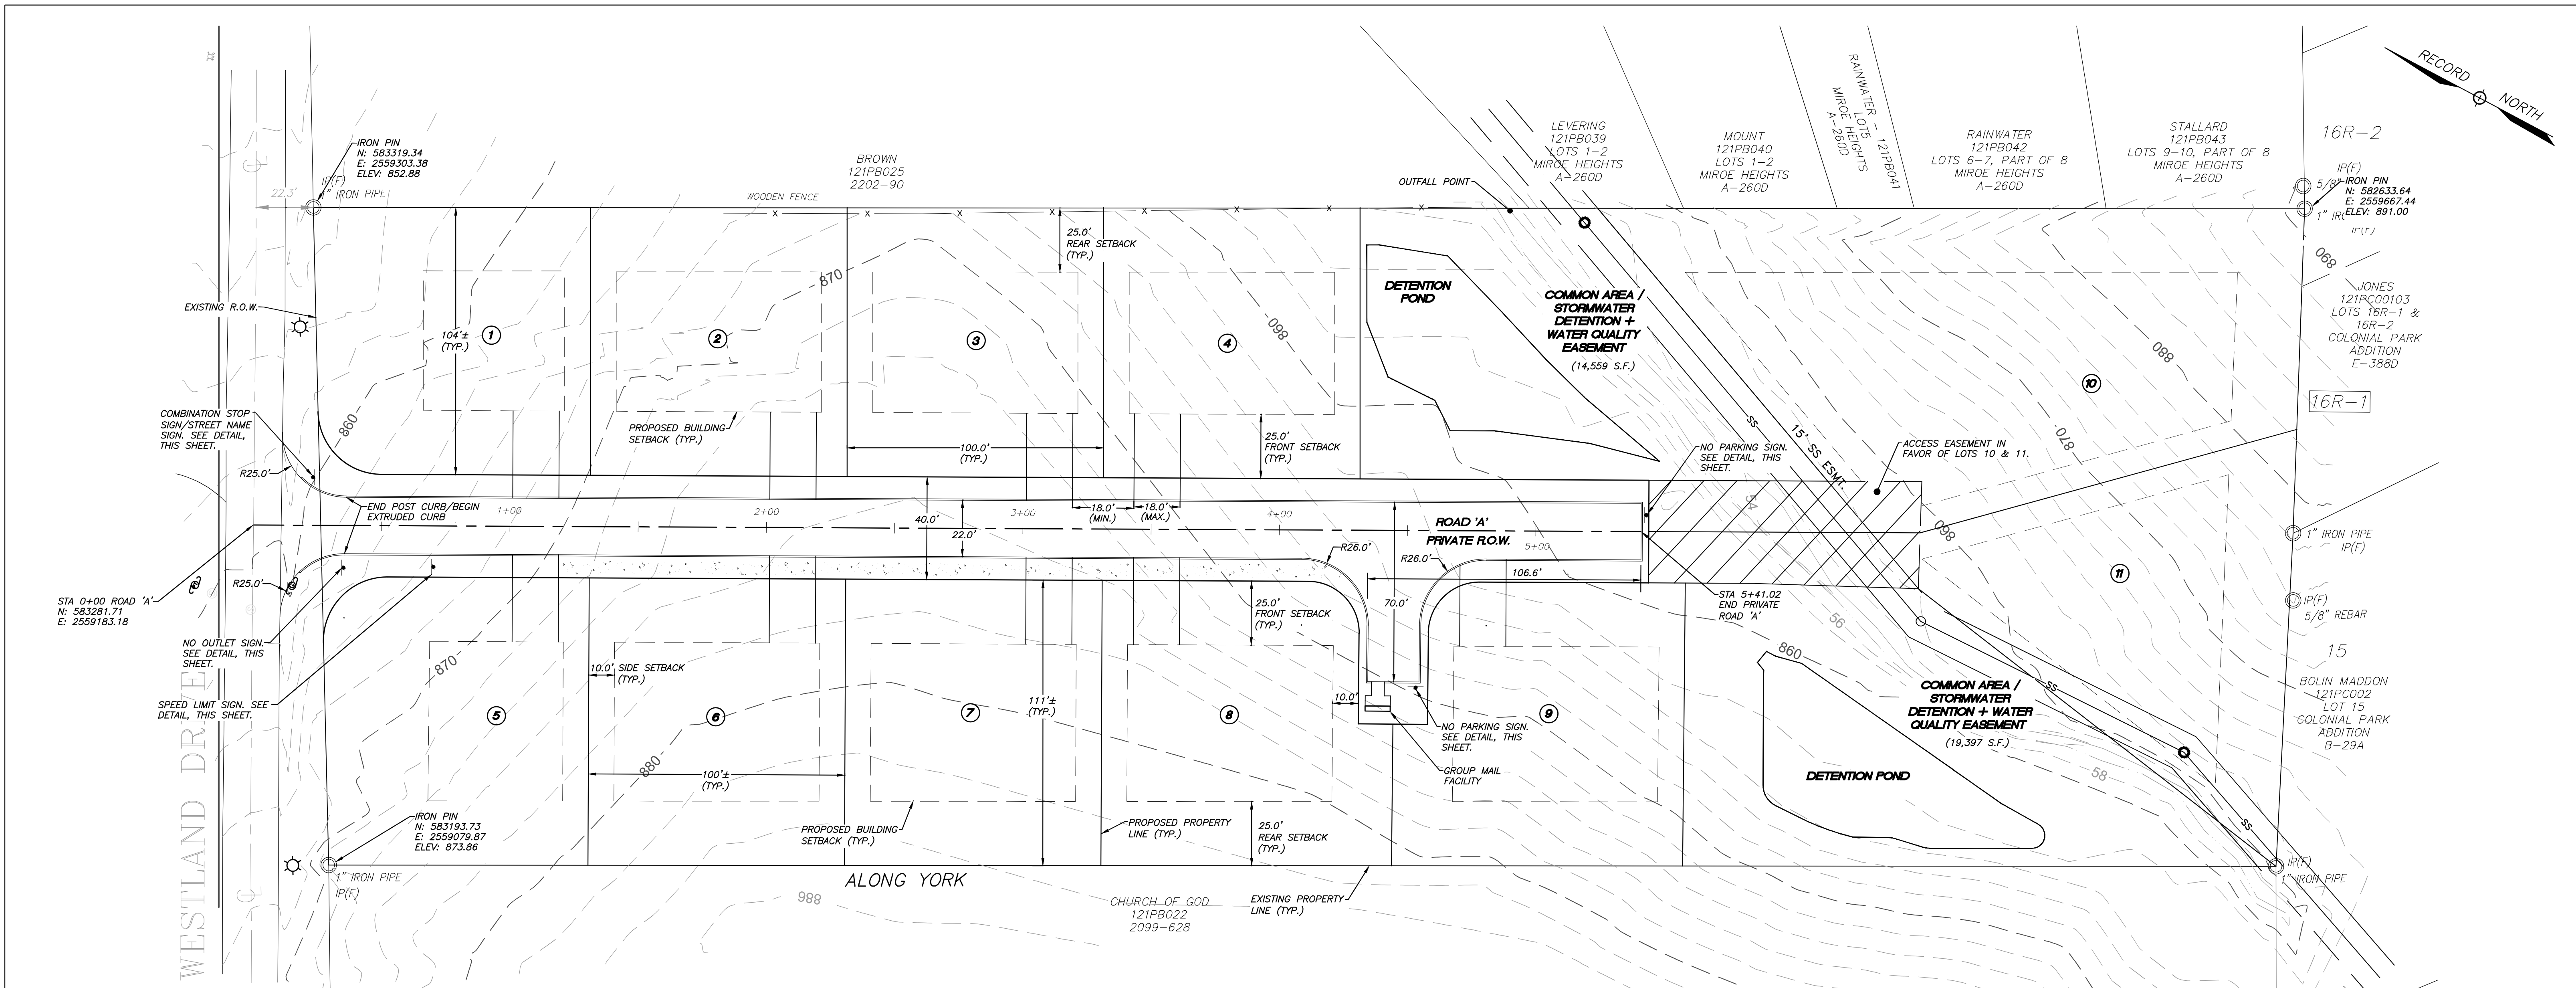 RECORD
NORTH
IRON PIN
N: 583319.34
E: 2559303.38
ELEV: 852.88
IP(F)
1" IRON PIPE
22.3'
BROWN
121PB025
2202-90
WOODEN FENCE
OUTFALL POINT
LEVERING
121PB039
LOTS 1-2
MIROE HEIGHTS
A-260D
MOUNT
121PB040
LOTS 1-2
MIROE HEIGHTS
A-260D
RAINWATER - 121PB041
LOT5
MIROE HEIGHTS
A-260D
RAINWATER
121PB042
LOTS 6-7, PART OF 8
MIROE HEIGHTS
A-260D
STALLARD
121PB043
LOTS 9-10, PART OF 8
MIROE HEIGHTS
A-260D
16R-2
IP(F)
5/8"
IRON PIN
N: 582633.64
E: 2559667.44
ELEV: 891.00
IP(F)
890
JONES
121PC00103
LOTS 16R-1 &
16R-2
COLONIAL PARK
ADDITION
E-388D
16R-1
880
870
860
EXISTING R.O.W.
104'±
(TYP.)
1
2
3
4
870
860
25.0'
REAR SETBACK
(TYP.)
DETENTION
POND
COMMON AREA /
STORMWATER
DETENTION +
WATER QUALITY
EASEMENT
(14,559 S.F.)
SS
15' SS ESMT.
10
ACCESS EASEMENT IN
FAVOR OF LOTS 10 & 11.
COMBINATION STOP
SIGN/STREET NAME
SIGN. SEE DETAIL,
THIS SHEET.
860
R25.0'
PROPOSED BUILDING
SETBACK (TYP.)
100.0'
(TYP.)
25.0'
FRONT SETBACK
(TYP.)
NO PARKING SIGN.
SEE DETAIL, THIS
SHEET.
54
END POST CURB/BEGIN
EXTRUDED CURB
1+00
2+00
3+00
4+00
5+00
18.0'
(MIN.)
18.0'
(MAX.)
40.0'
22.0'
ROAD 'A'
PRIVATE R.O.W.
R26.0'
R26.0'
106.6'
70.0'
STA 5+41.02
END PRIVATE
ROAD 'A'
1" IRON PIPE
IP(F)
11
IP(F)
5/8" REBAR
15
BOLIN MADDON
121PC002
LOT 15
COLONIAL PARK
ADDITION
B-29A
R25.0'
STA 0+00 ROAD 'A'
N: 583281.71
E: 2559183.18
NO OUTLET SIGN.
SEE DETAIL, THIS
SHEET.
SPEED LIMIT SIGN. SEE
DETAIL, THIS SHEET.
WESTLAND DRIVE
870
880
10.0' SIDE SETBACK
(TYP.)
25.0'
FRONT SETBACK
(TYP.)
5
6
7
8
9
111'±
(TYP.)
10.0'
NO PARKING SIGN.
SEE DETAIL, THIS
SHEET.
GROUP MAIL
FACILITY
56
860
58
COMMON AREA /
STORMWATER
DETENTION + WATER
QUALITY EASEMENT
(19,397 S.F.)
DETENTION POND
SS
SS
IP(F)
1" IRON PIPE
100'±
(TYP.)
IRON PIN
N: 583193.73
E: 2559079.87
ELEV: 873.86
1" IRON PIPE
IP(F)
PROPOSED BUILDING
SETBACK (TYP.)
PROPOSED PROPERTY
LINE (TYP.)
25.0'
REAR SETBACK
(TYP.)
ALONG YORK
886
CHURCH OF GOD
121PB022
2099-628
EXISTING PROPERTY
LINE (TYP.)